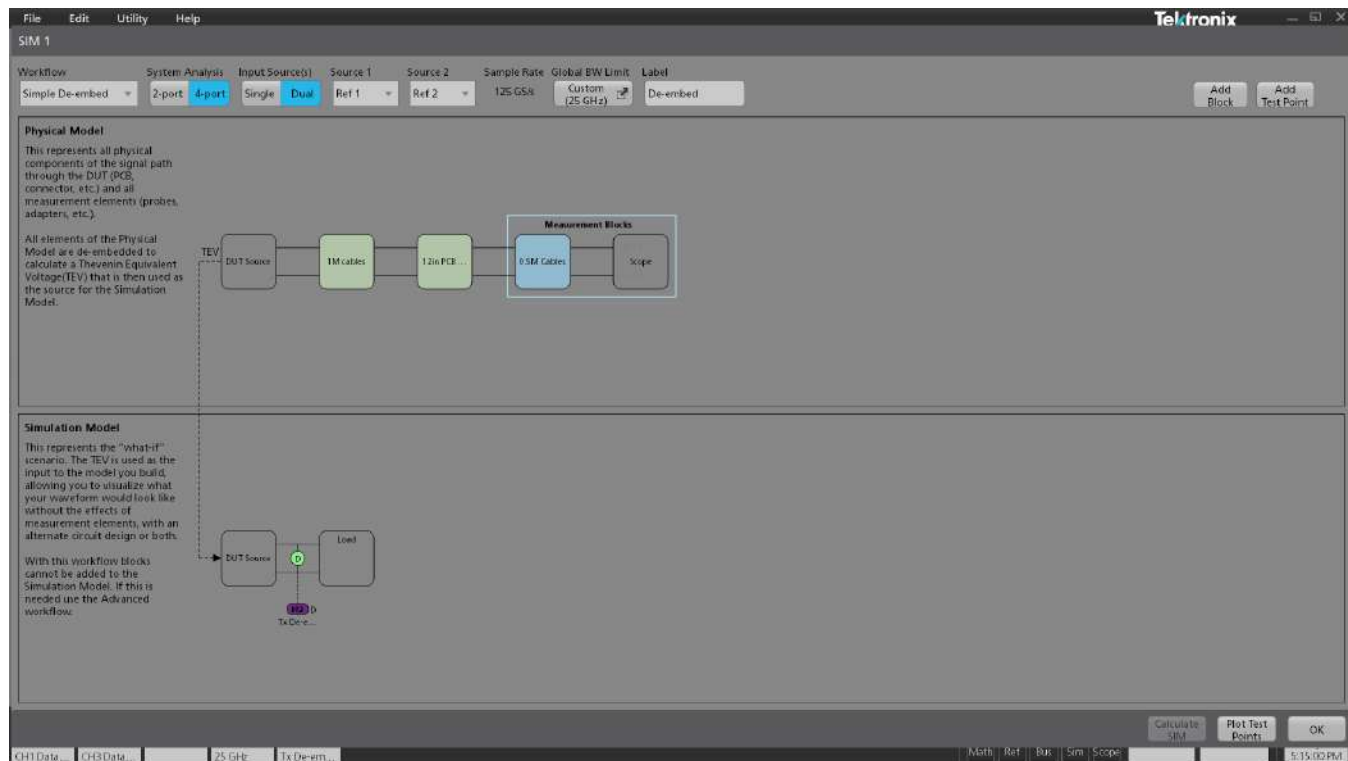 File Edit Utility Help
Tektronix
SIM 1
Workflow System Analysis Input Source(s) Source 1 Source 2 Sample Rate Global BW Limit Label
Simple De-embed 2-port 4-port Single Dual Ref 1 Ref 2 125 GS/s Custom (25 GHz) De-embed
Add Block
Add Test Point
Physical Model
This represents all physical
components of the signal path
through the DUT (PCB,
connector, etc.) and all
measurement elements (probes,
adapters, etc.).
All elements of the Physical
Model are de-embedded to
calculate a Thevenin Equivalent
Voltage(TEV) that is then used as
the source for the Simulation
Model.
Measurement Blocks
TEV
DUT Source 1M cables 12in PCB ... 0.5M Cables Scope
Simulation Model
This represents the "what-if"
scenario. The TEV is used as the
input to the model you build,
allowing you to visualize what
your waveform would look like
without the effects of
measurement elements, with an
alternate circuit design or both.
With this workflow blocks
cannot be added to the
Simulation Model. If this is
needed use the Advanced
workflow.
Load
DUT Source D
D
Tx De-e...
Calculate SIM
Plot Test Points
OK
CH1 Data ... CH3 Data... 25 GHz Tx De-em... Math Ref Bus Sim Scope 5:15:00 PM